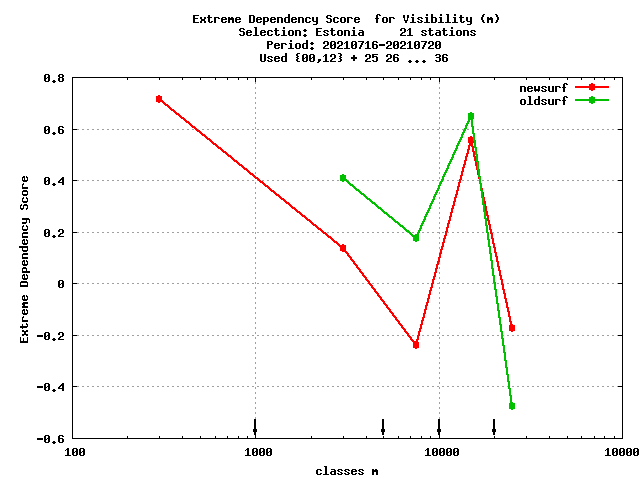 Extreme Dependency Score  for Visibility (m)
Selection: Estonia     21 stations
Period: 20210716-20210720
Used {00,12} + 25 26 ... 36
newsurf
oldsurf
0.8
0.6
0.4
0.2
0
-0.2
-0.4
-0.6
Extreme Dependency Score
100
1000
10000
10000
classes m